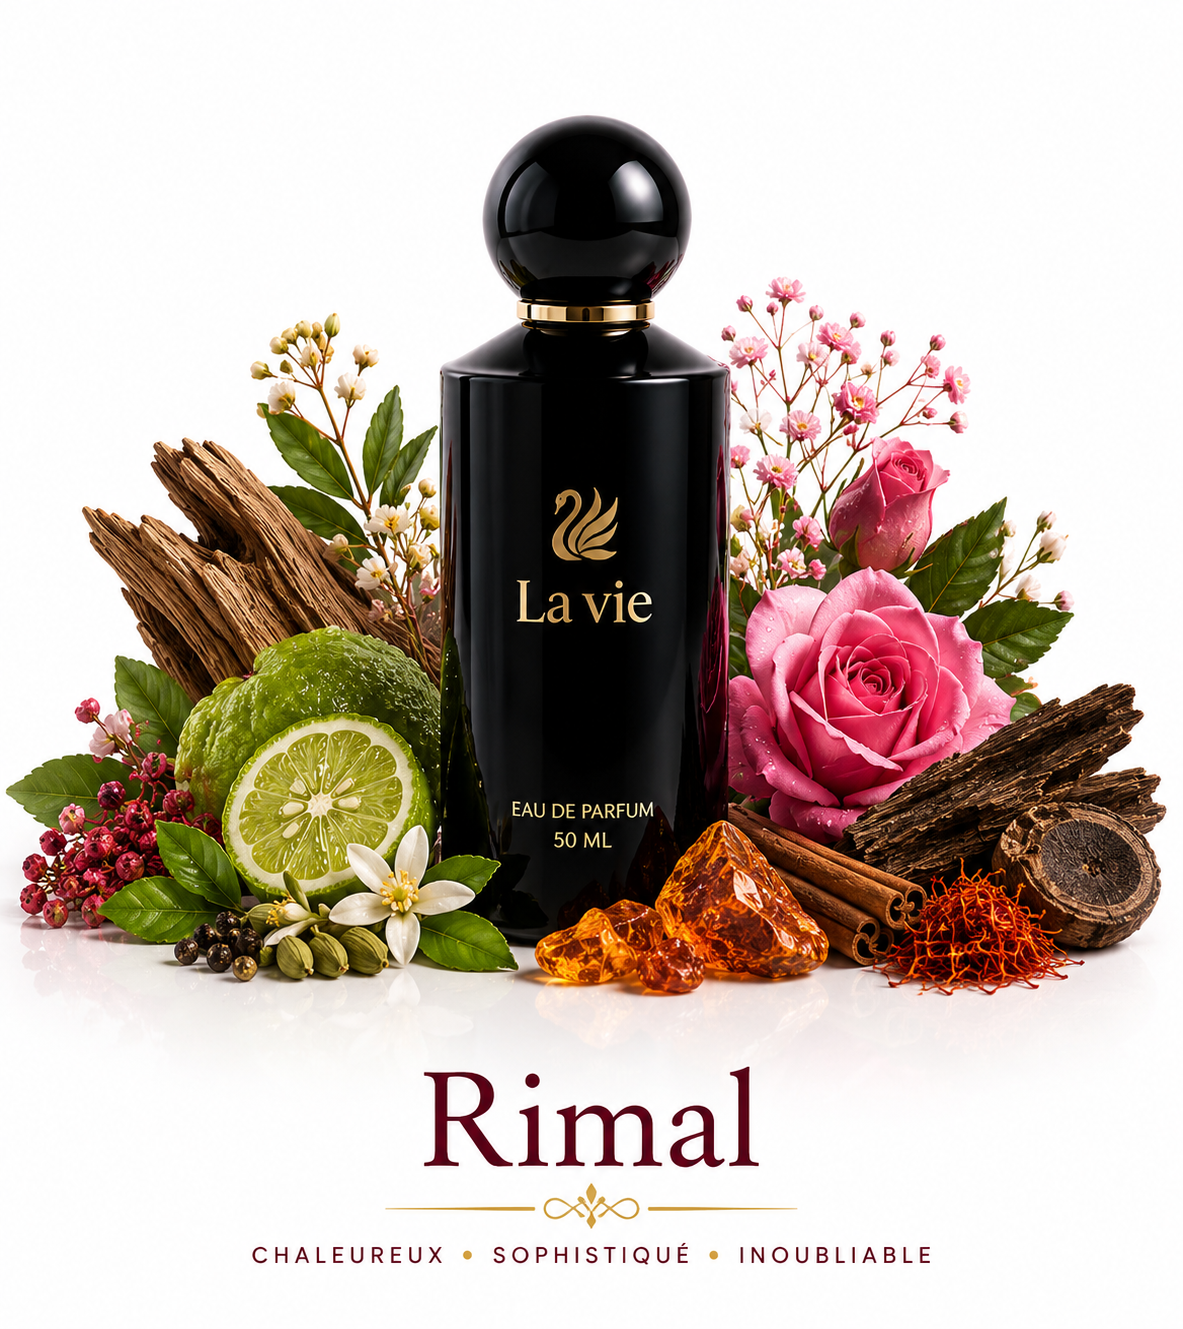 La vie
EAU DE PARFUM
50 ML
Rimal
CHALEUREUX • SOPHISTIQUÉ • INOUBLIABLE